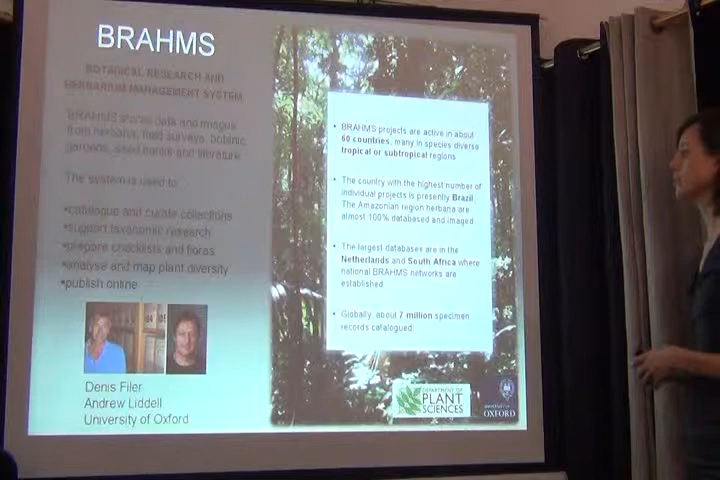 BRAHMS
BOTANICAL RESEARCH AND
HERBARIUM MANAGEMENT SYSTEM
BRAHMS stores data and images
from herbaria, field surveys, botanic
gardens, seed banks and literature
The system is used to:
•catalogue and curate collections
•support taxonomic research
•prepare checklists and floras
•analyse and map plant diversity
•publish online
Denis Filer
Andrew Liddell
University of Oxford
• BRAHMS projects are active in about
60 countries, many in species diverse
tropical or subtropical regions
• The country with the highest number of
individual projects is presently Brazil.
The Amazonian region herbaria are
almost 100% databased and imaged
• The largest databases are in the
Netherlands and South Africa where
national BRAHMS networks are
established
• Globally, about 7 million specimen
records catalogued
DEPARTMENT OF
PLANT
SCIENCES
UNIVERSITY OF
OXFORD